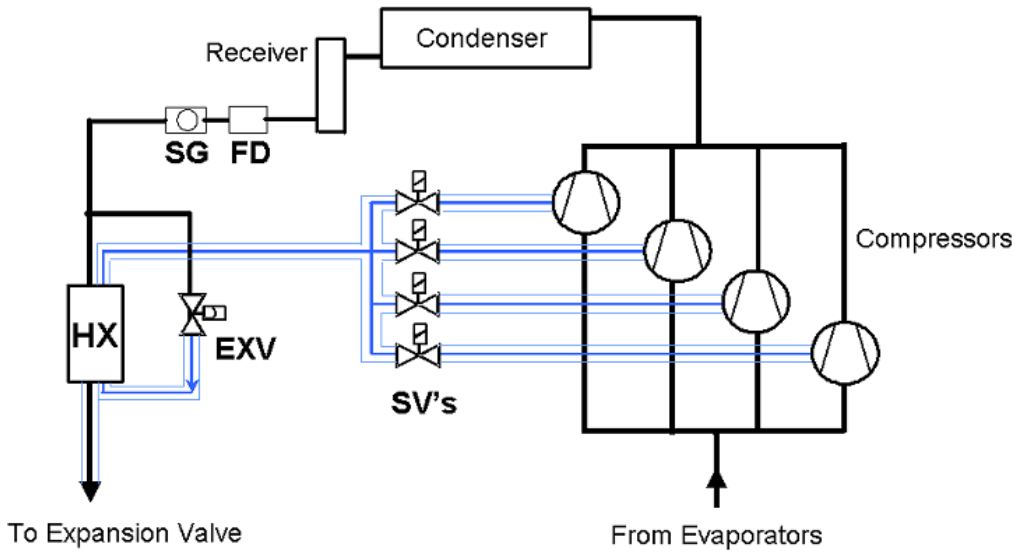 Condenser
Receiver
SG FD
Compressors
HX
EXV
SV's
To Expansion Valve
From Evaporators